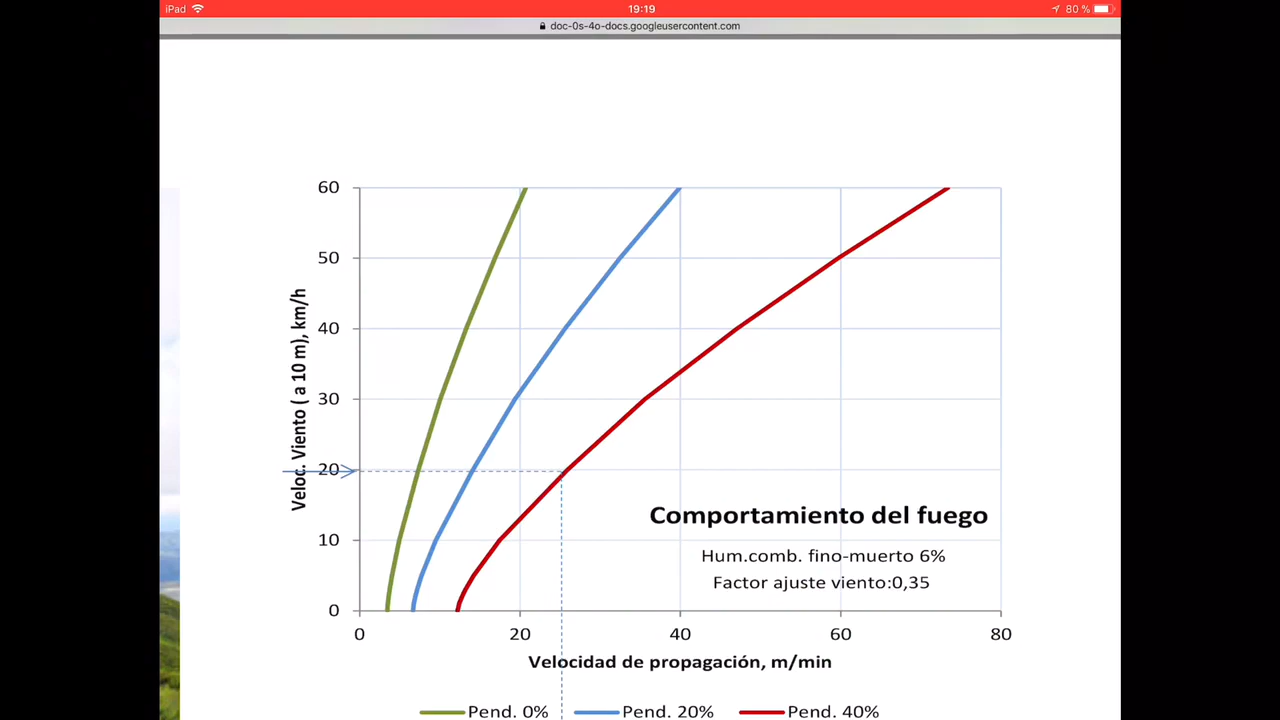 iPad 19:19 80 %
doc-0s-4o-docs.googleusercontent.com
60
50
40
30
20
10
0
Veloc. Viento ( a 10 m), km/h
Comportamiento del fuego
Hum.comb. fino-muerto 6%
Factor ajuste viento:0,35
0 20 40 60 80
Velocidad de propagación, m/min
Pend. 0% Pend. 20% Pend. 40%